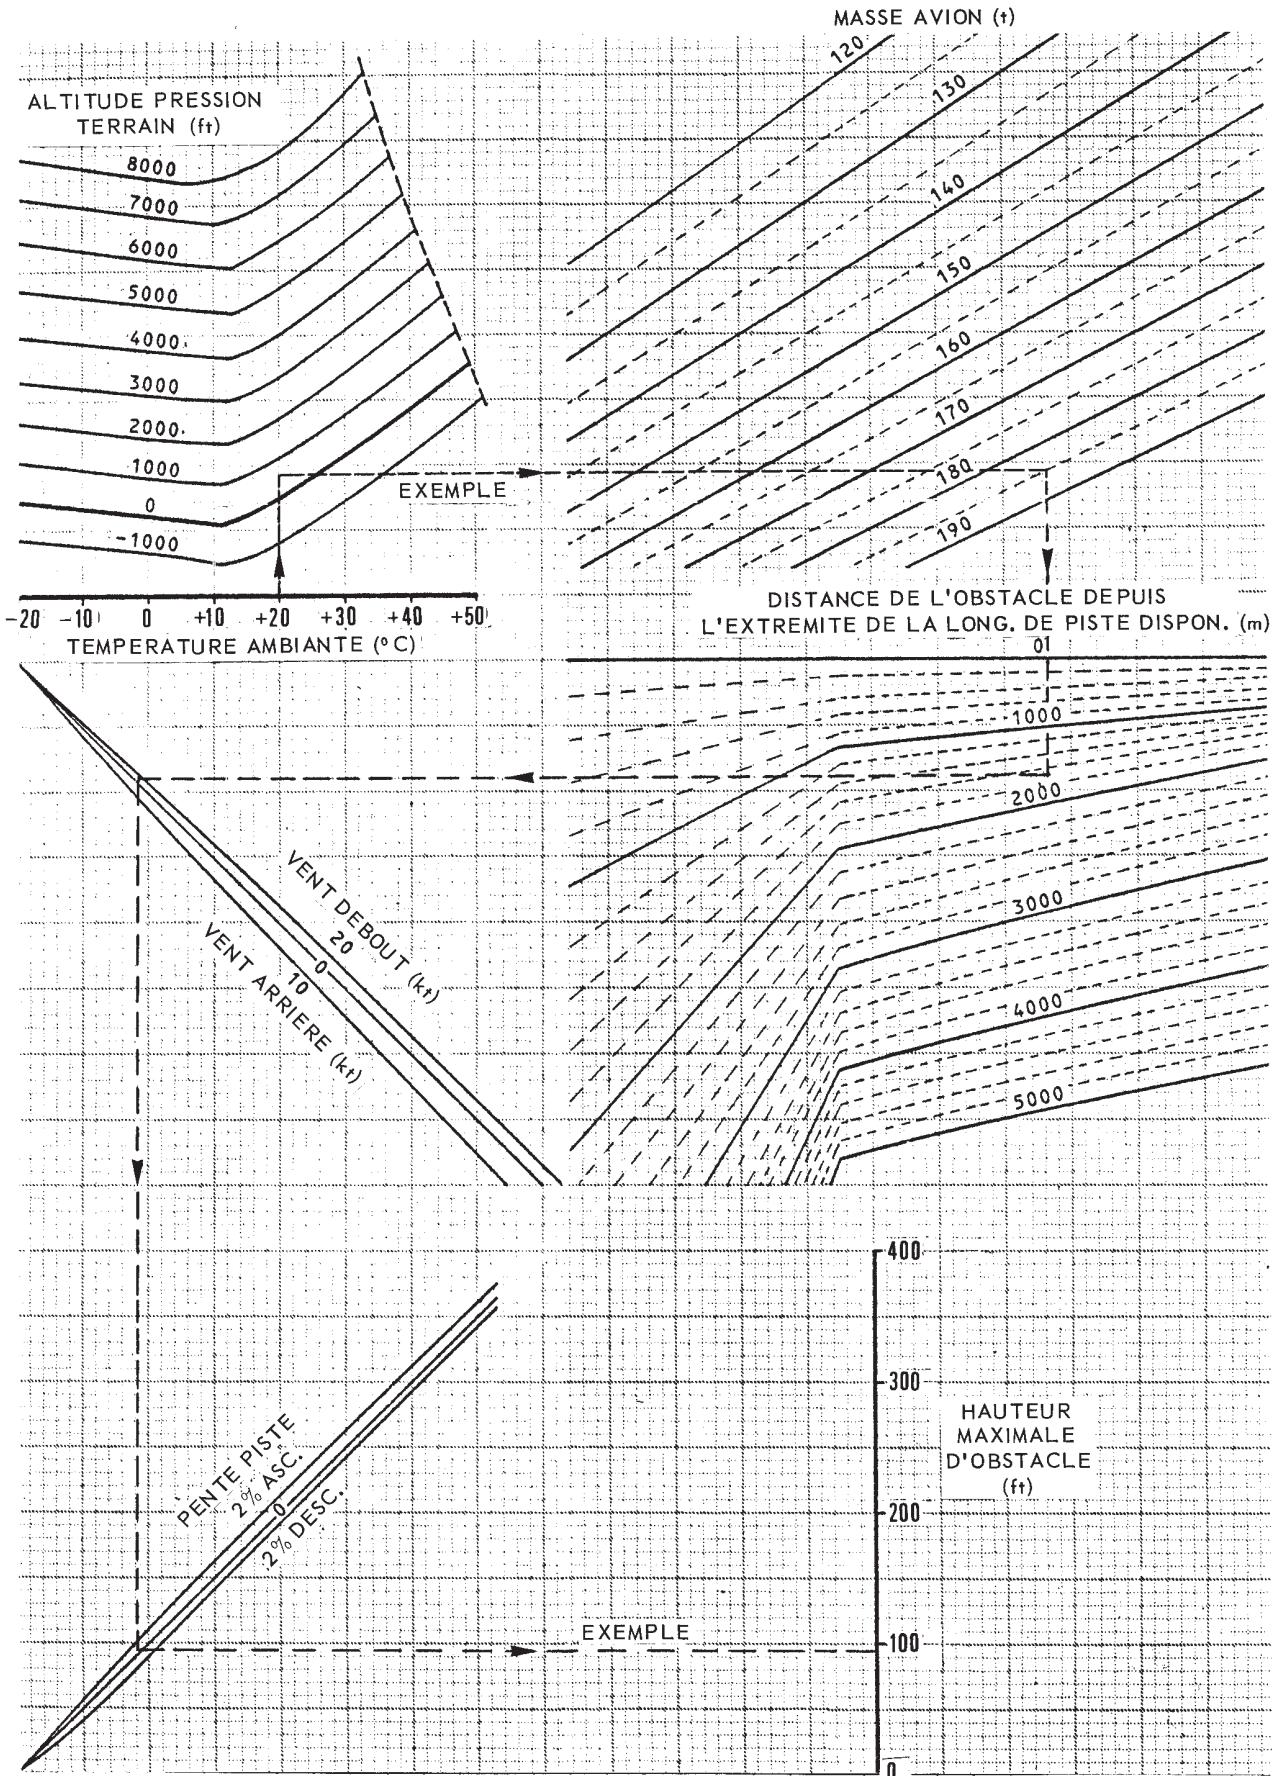 MASSE AVION (t)
120
130
140
150
160
170
180
190
ALTITUDE PRESSION
TERRAIN (ft)
8000
7000
6000
5000
4000
3000
2000
1000
0
-1000
EXEMPLE
-20 -10 0 +10 +20 +30 +40 +50
TEMPERATURE AMBIANTE (°C)
DISTANCE DE L'OBSTACLE DEPUIS
L'EXTREMITE DE LA LONG. DE PISTE DISPON. (m)
0
1000
2000
3000
4000
5000
VENT DEBOUT (kt)
20
0
10
VENT ARRIERE (kt)
PENTE PISTE
2% ASC.
0
2% DESC.
EXEMPLE
400
300
200
100
0
HAUTEUR
MAXIMALE
D'OBSTACLE
(ft)